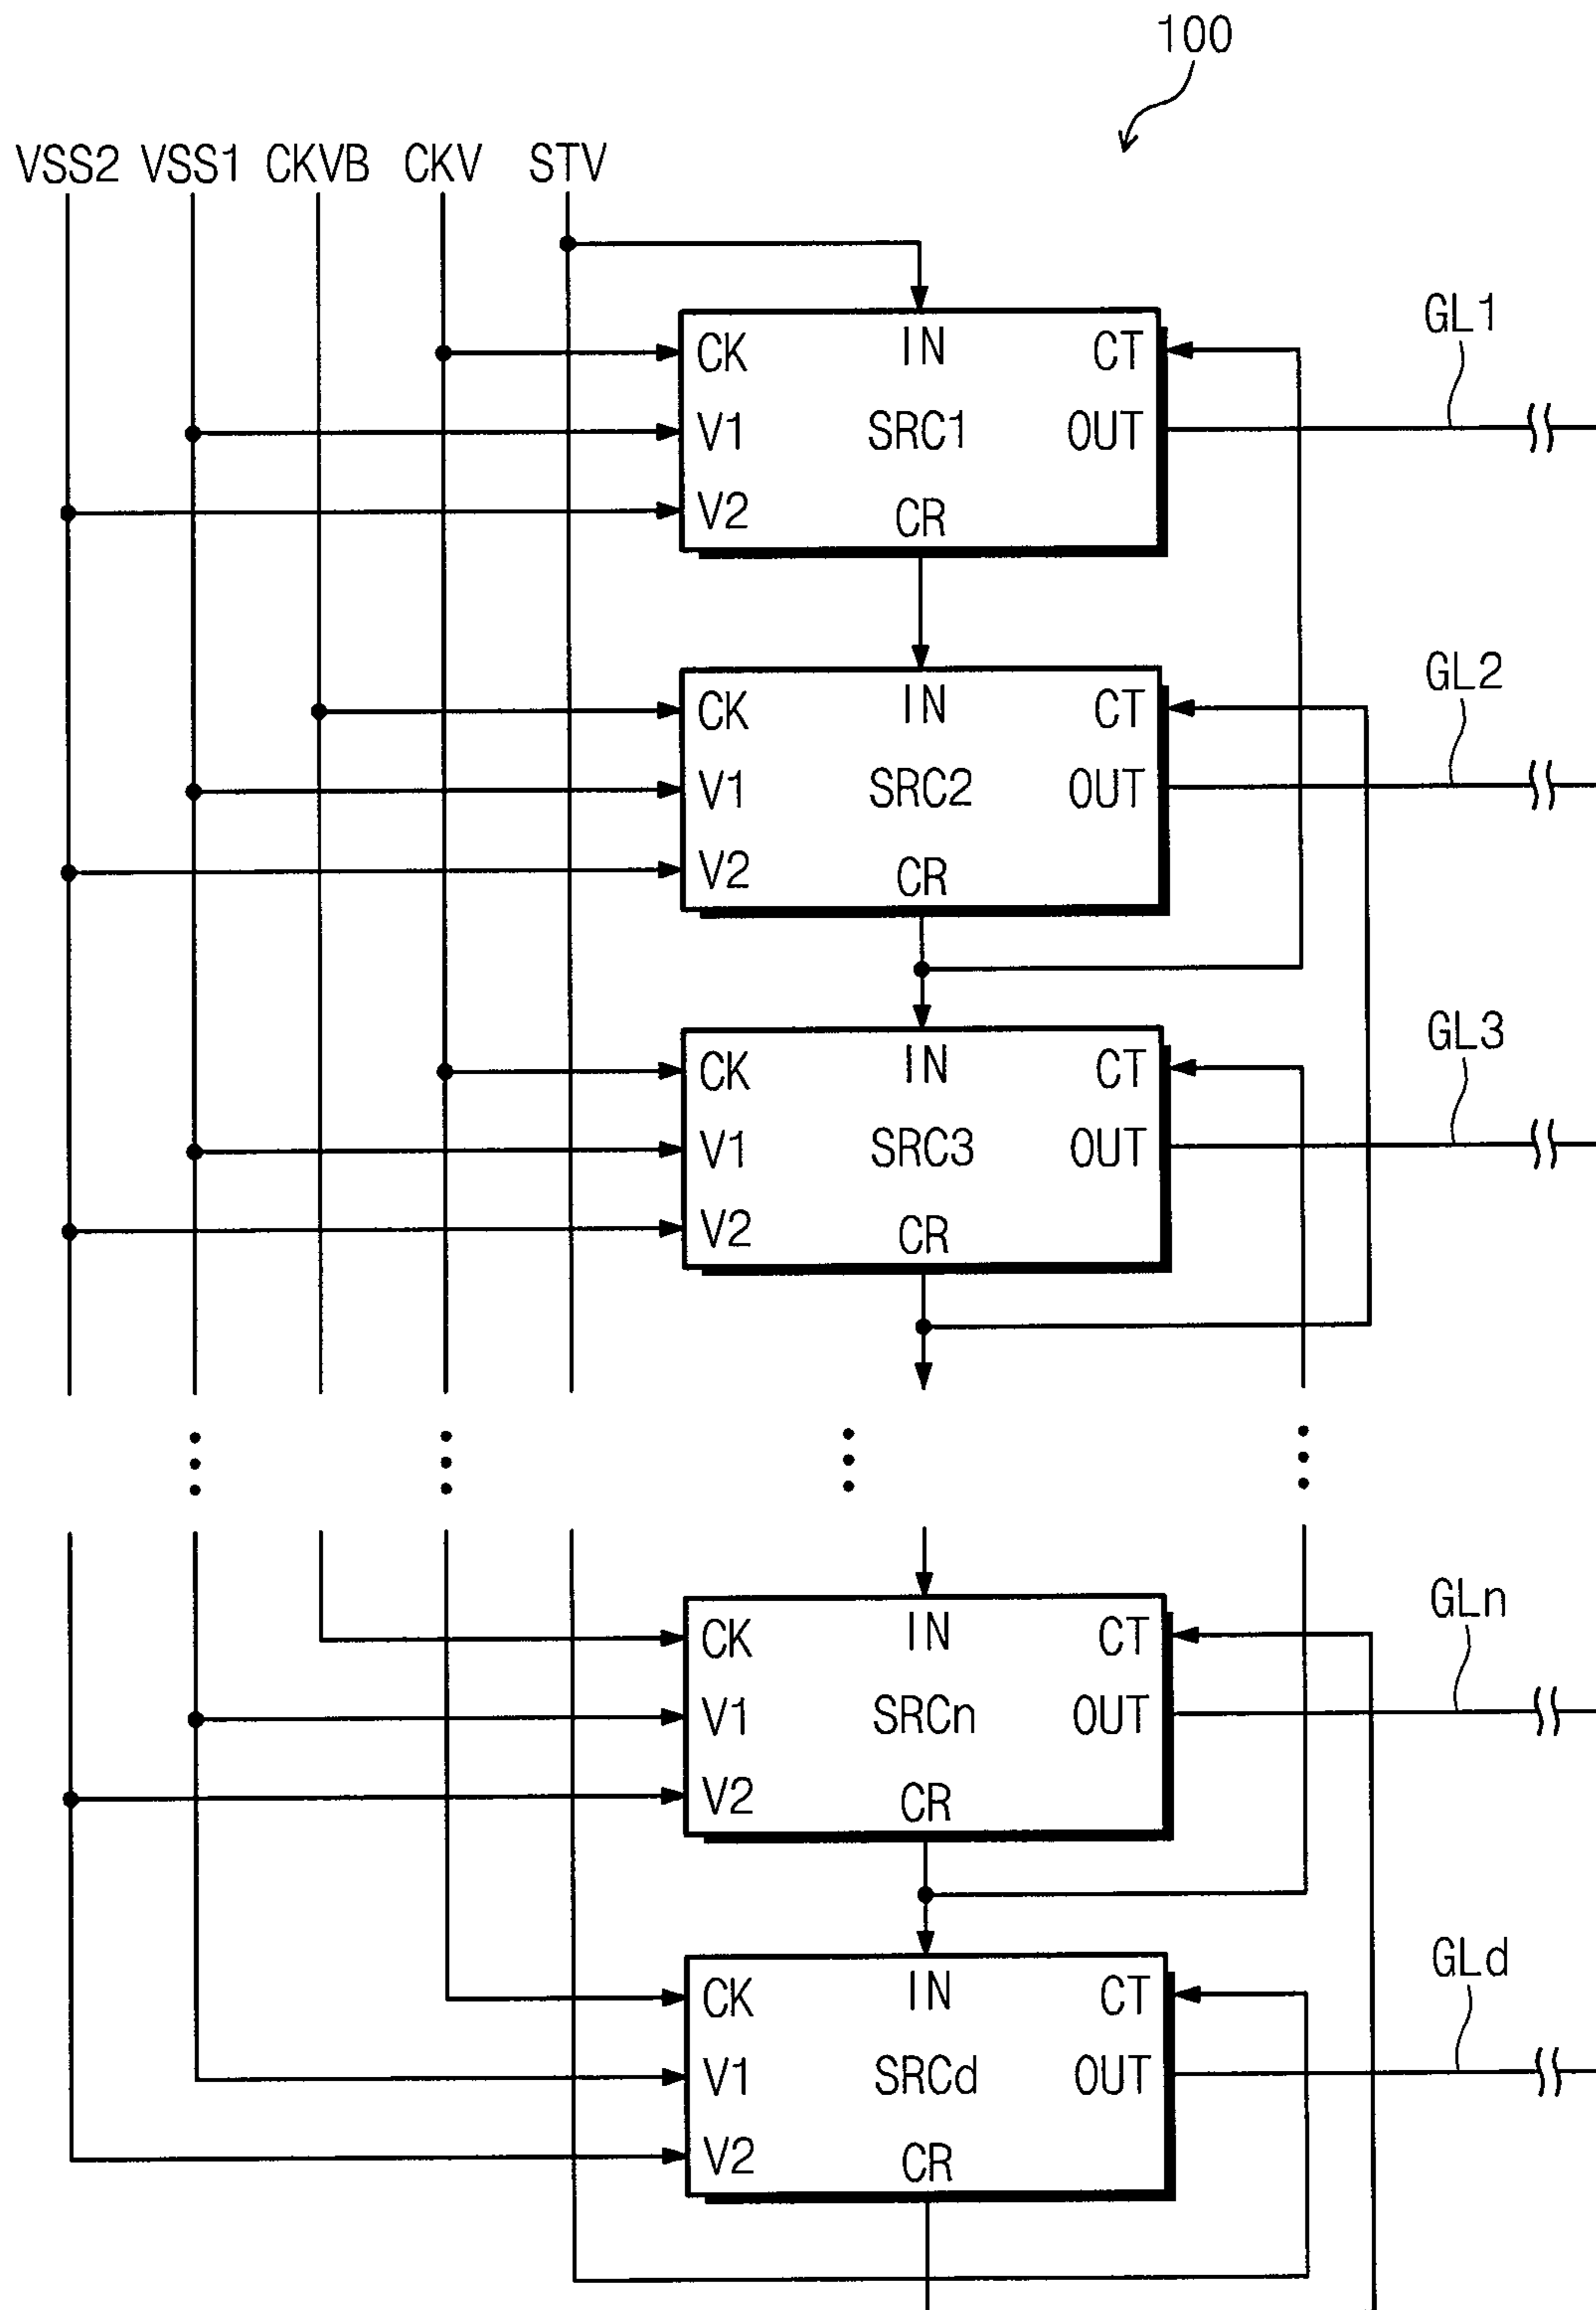 100
VSS2 VSS1 CKVB CKV STV
GL1
CK IN CT
V1 SRC1 OUT
V2 CR
GL2
CK IN CT
V1 SRC2 OUT
V2 CR
GL3
CK IN CT
V1 SRC3 OUT
V2 CR
GLn
CK IN CT
V1 SRCn OUT
V2 CR
GLd
CK IN CT
V1 SRCd OUT
V2 CR